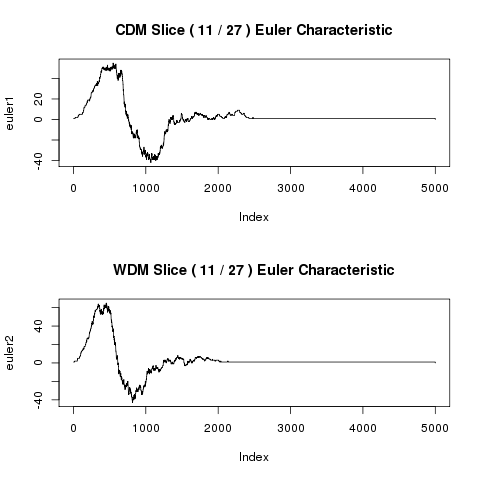 CDM Slice ( 11 / 27 ) Euler Characteristic
euler1
20
0
-40
0 1000 2000 3000 4000 5000
Index
WDM Slice ( 11 / 27 ) Euler Characteristic
euler2
40
0
-40
0 1000 2000 3000 4000 5000
Index